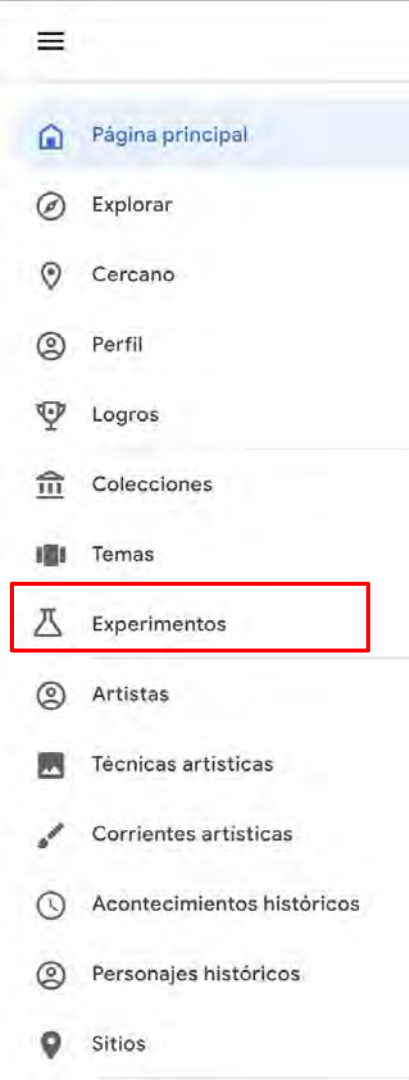 Página principal
Explorar
Cercano
Perfil
Logros
Colecciones
Temas
Experimentos
Artistas
Técnicas artísticas
Corrientes artísticas
Acontecimientos históricos
Personajes históricos
Sitios